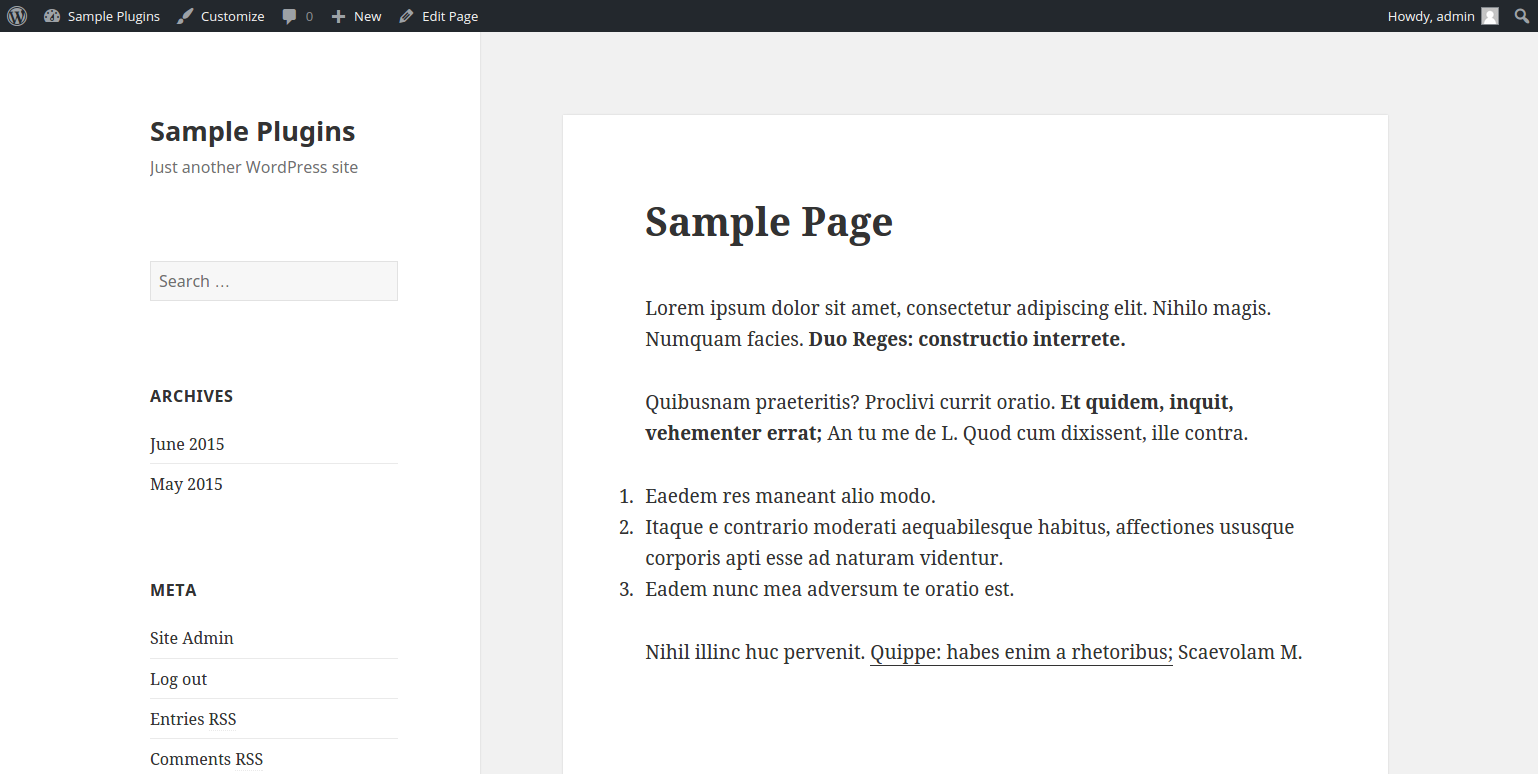 Sample Plugins Customize 0 New Edit Page Howdy, admin
Sample Plugins
Just another WordPress site
Search …
ARCHIVES
June 2015
May 2015
META
Site Admin
Log out
Entries RSS
Comments RSS
Sample Page
Lorem ipsum dolor sit amet, consectetur adipiscing elit. Nihilo magis.
Numquam facies. Duo Reges: constructio interrete.
Quibusnam praeteritis? Proclivi currit oratio. Et quidem, inquit,
vehementer errat; An tu me de L. Quod cum dixissent, ille contra.
1. Eaedem res maneant alio modo.
2. Itaque e contrario moderati aequabilesque habitus, affectiones ususque
corporis apti esse ad naturam videntur.
3. Eadem nunc mea adversum te oratio est.
Nihil illinc huc pervenit. Quippe: habes enim a rhetoribus; Scaevolam M.